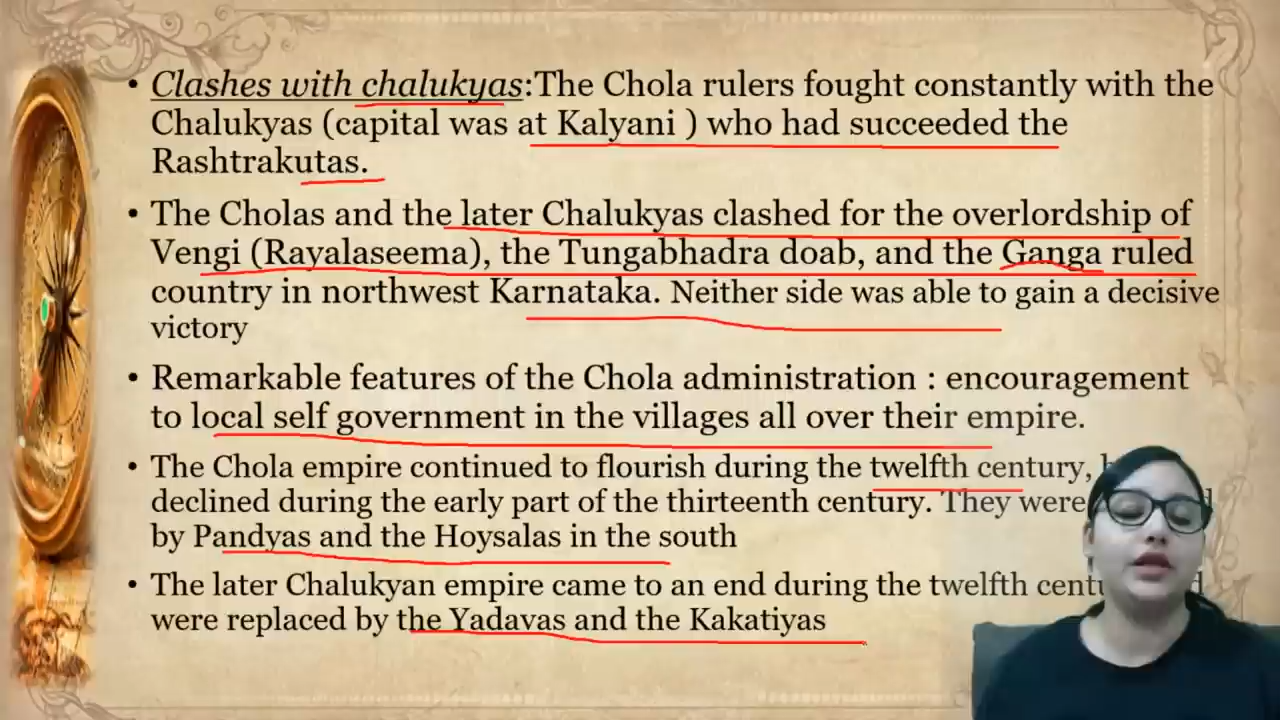 • Clashes with chalukyas:The Chola rulers fought constantly with the
Chalukyas (capital was at Kalyani ) who had succeeded the
Rashtrakutas.
• The Cholas and the later Chalukyas clashed for the overlordship of
Vengi (Rayalaseema), the Tungabhadra doab, and the Ganga ruled
country in northwest Karnataka. Neither side was able to gain a decisive
victory
• Remarkable features of the Chola administration : encouragement
to local self government in the villages all over their empire.
• The Chola empire continued to flourish during the twelfth century,
declined during the early part of the thirteenth century. They were
by Pandyas and the Hoysalas in the south
• The later Chalukyan empire came to an end during the twelfth
were replaced by the Yadavas and the Kakatiyas